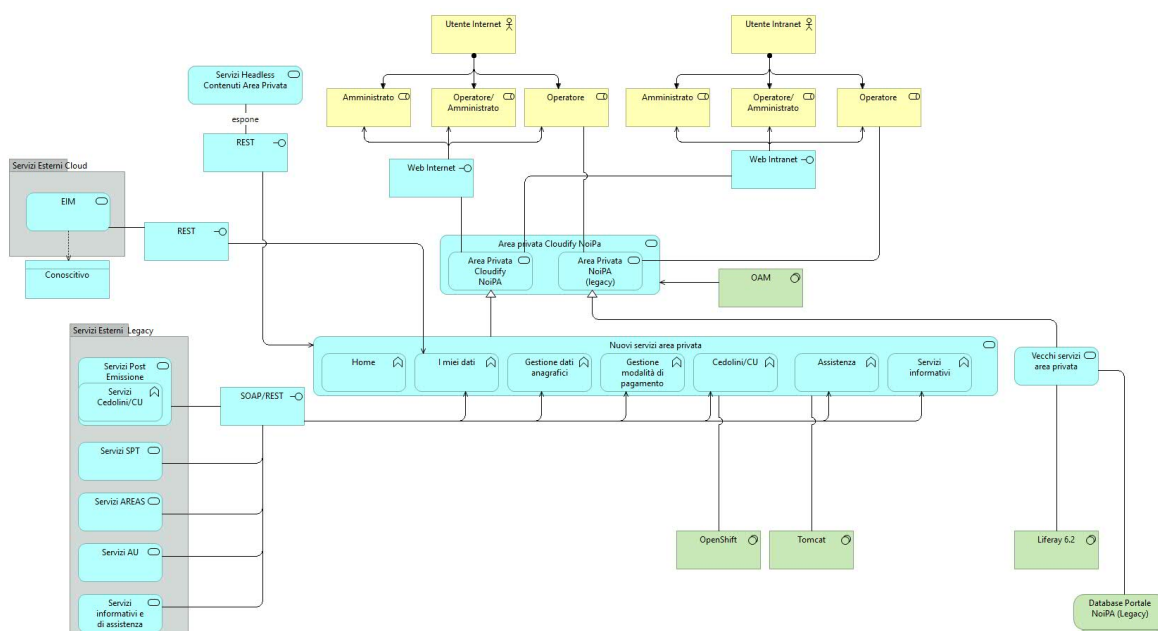 Utente Internet
Utente Intranet
Servizi Headless
Contenuti Area Privata
Amministrato
Operatore/
Amministrato
Operatore
Amministrato
Operatore/
Amministrato
Operatore
espone
REST
Web Internet
Web Intranet
Servizi Esterni Cloud
EIM
REST
Area privata Cloudify NoiPa
Area Privata
Cloudify
NoiPA
Area Privata
NoiPA
(legacy)
Conoscitivo
OAM
Servizi Esterni Legacy
Nuovi servizi area privata
Home
I miei dati
Gestione dati
anagrafici
Gestione
modalità di
pagamento
Cedolini/CU
Assistenza
Servizi
informativi
Vecchi servizi
area privata
Servizi Post
Emissione
Servizi
Cedolini/CU
SOAP/REST
Servizi SPT
Servizi AREAS
Servizi AU
OpenShift
Tomcat
Liferay 6.2
Servizi
informativi e
di assistenza
Database Portale
NoiPA (Legacy)